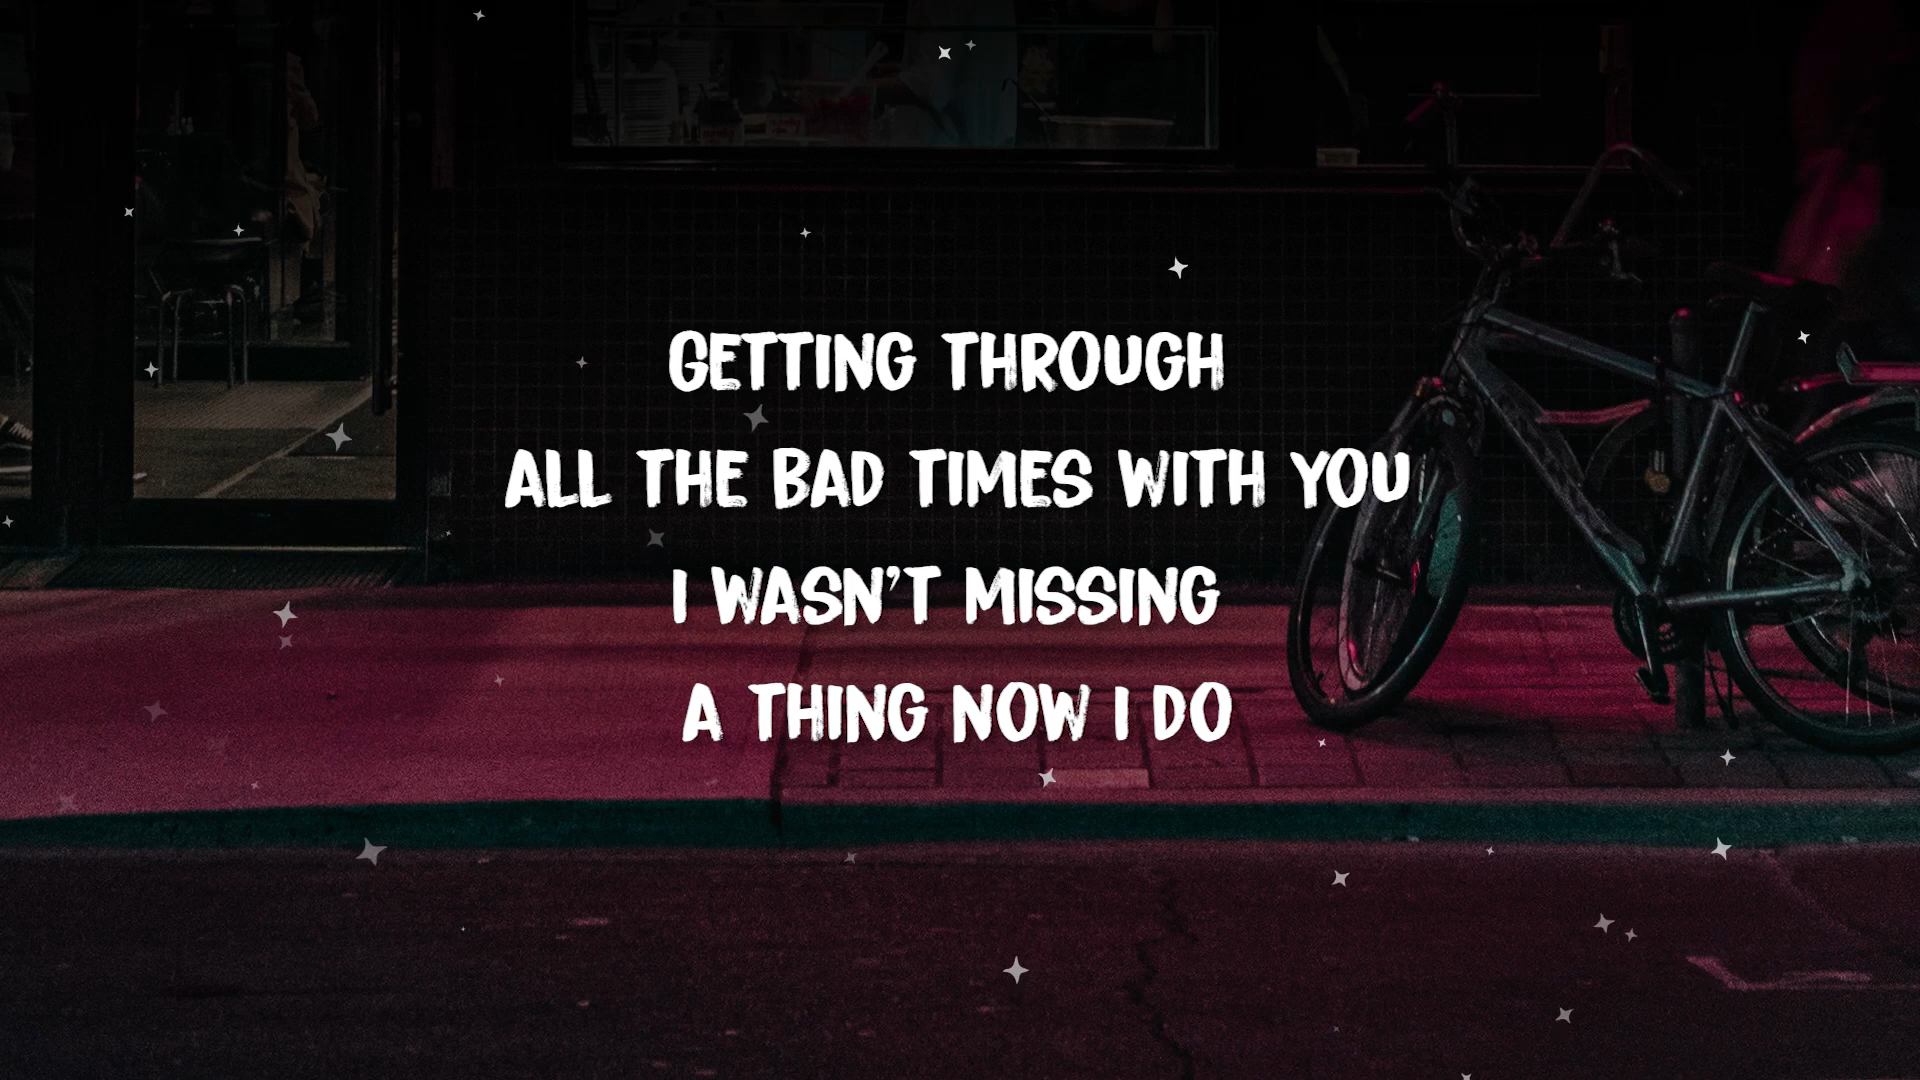 GETTING THROUGH
ALL THE BAD TIMES WITH YOU
I WASN'T MISSING
A THING NOW I DO